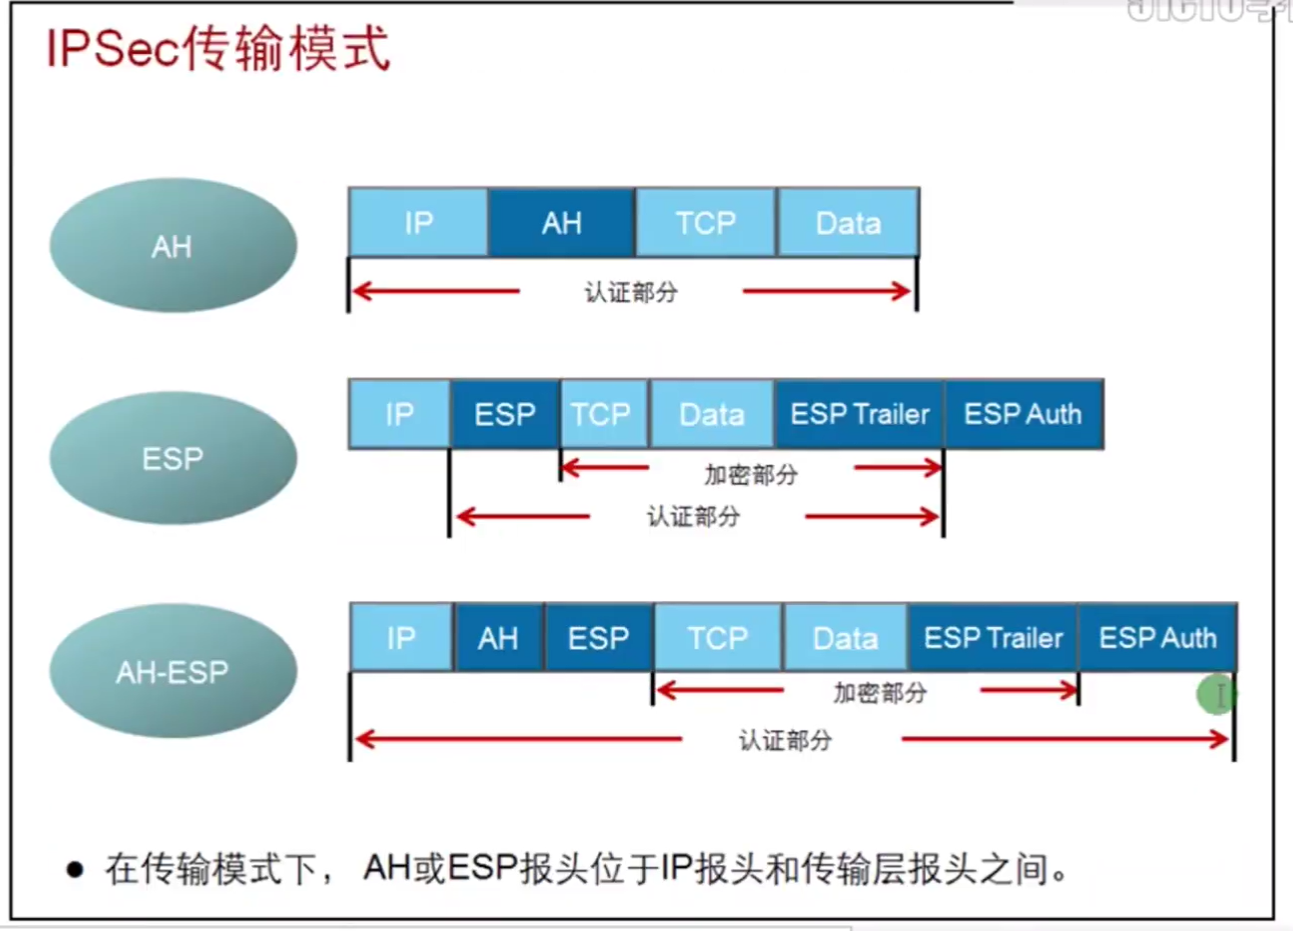 IPSec传输模式
AH
IP AH TCP Data
认证部分
ESP
IP ESP TCP Data ESP Trailer ESP Auth
加密部分
认证部分
AH-ESP
IP AH ESP TCP Data ESP Trailer ESP Auth
加密部分
认证部分
● 在传输模式下， AH或ESP报头位于IP报头和传输层报头之间。